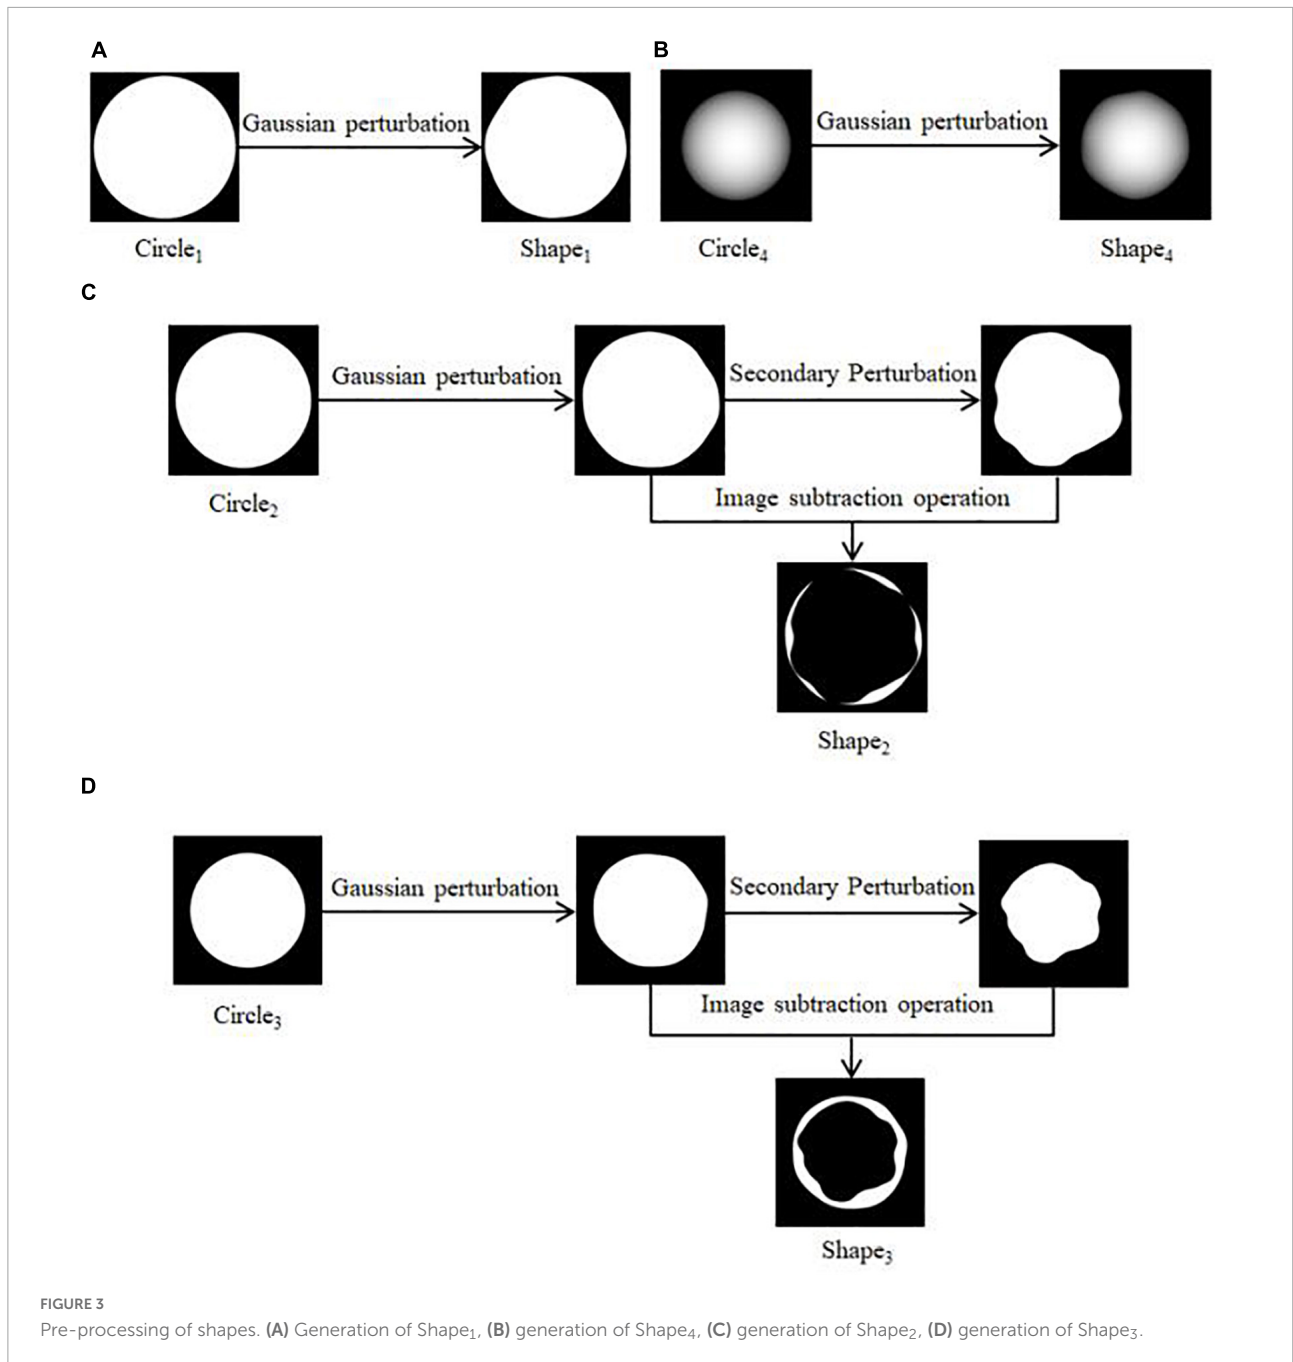 A
B
Gaussian perturbation
Gaussian perturbation
Circle₁
Shape₁
Circle₄
Shape₄
C
Gaussian perturbation
Secondary Perturbation
Circle₂
Image subtraction operation
Shape₂
D
Gaussian perturbation
Secondary Perturbation
Circle₃
Image subtraction operation
Shape₃
FIGURE 3
Pre-processing of shapes. (A) Generation of Shape₁, (B) generation of Shape₄, (C) generation of Shape₂, (D) generation of Shape₃.